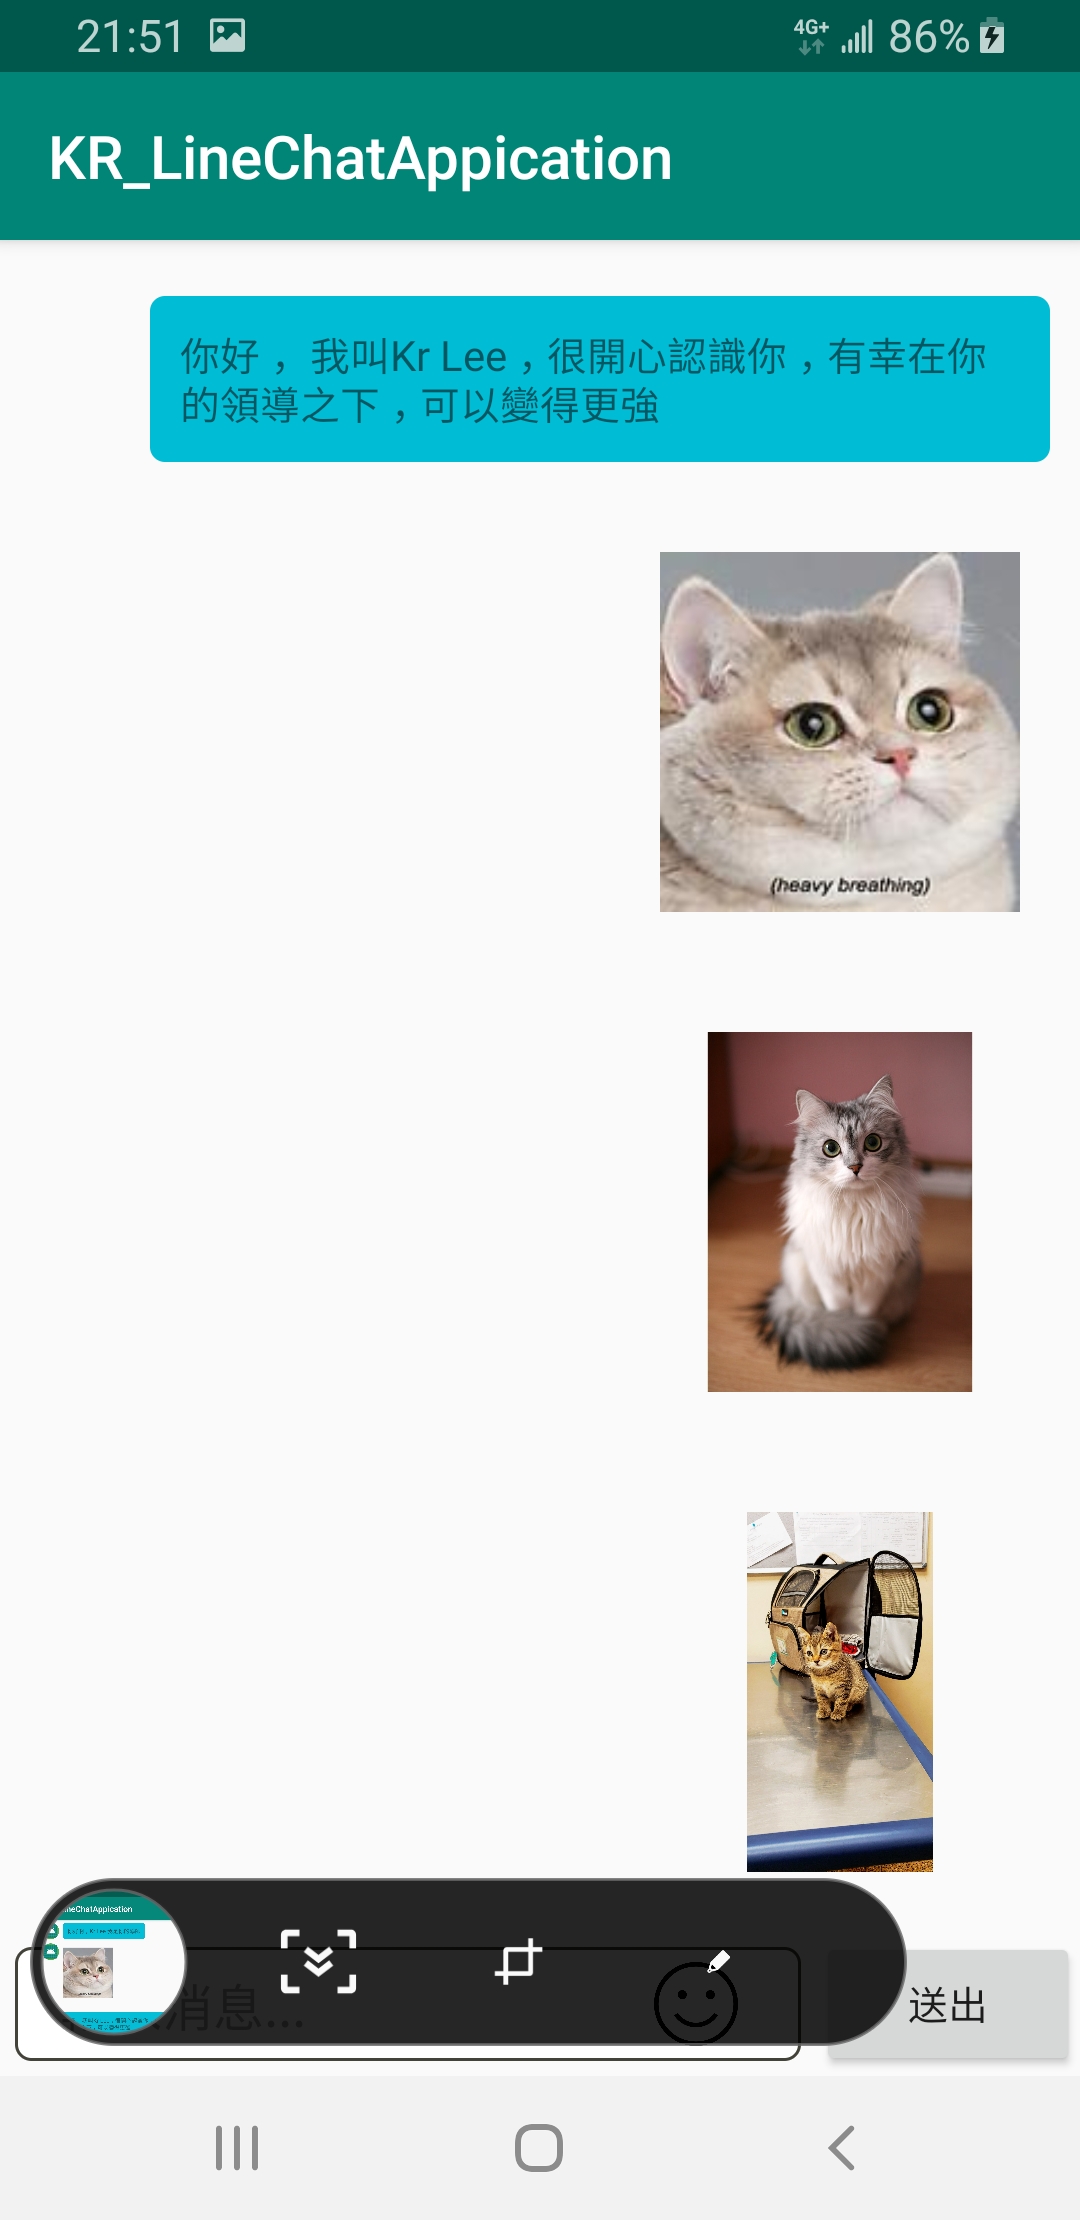 21:51
4G+
86%
KR_LineChatAppication
你好 ,  我叫Kr Lee , 很開心認識你 , 有幸在你
的領導之下 , 可以變得更強
(heavy breathing)
LineChatAppication
消息...
送出